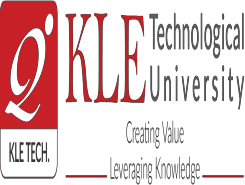 KLE Technological
University
Creating Value
Leveraging Knowledge
KLE TECH.